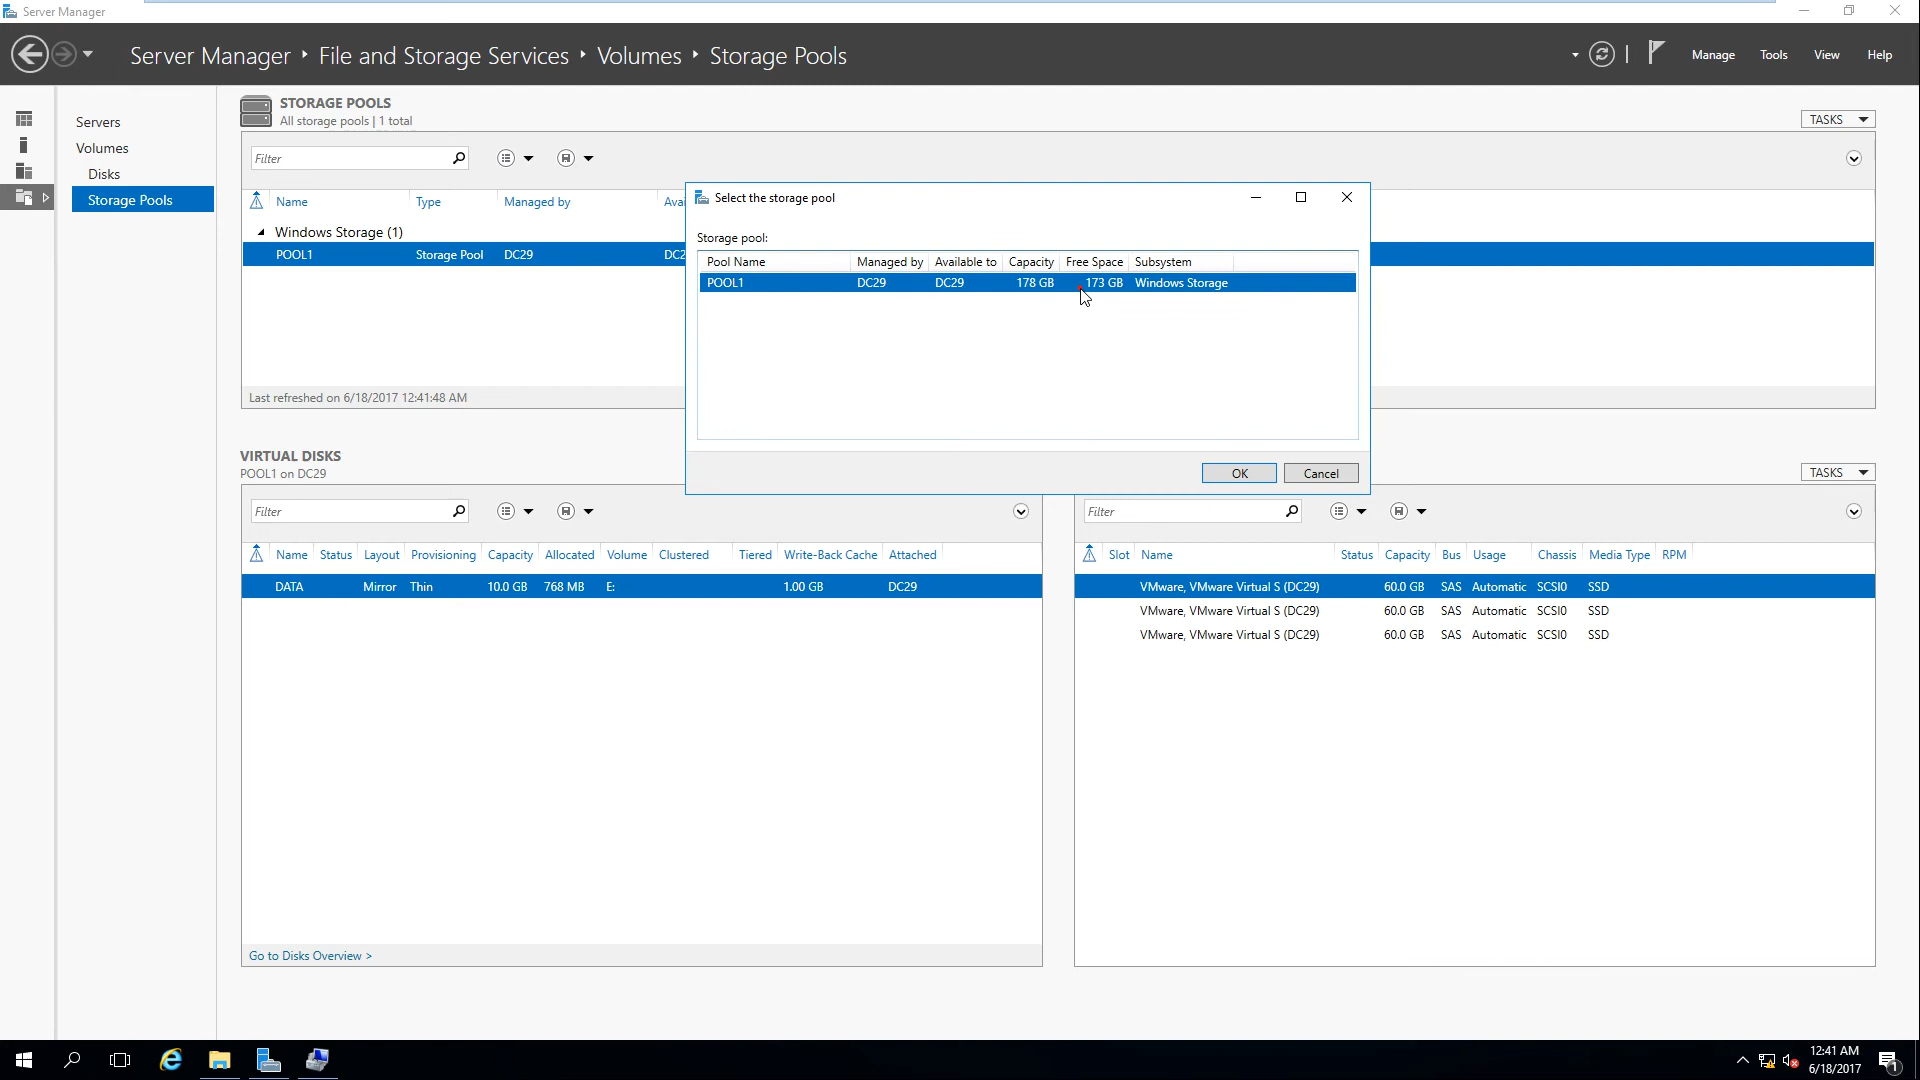 Server Manager
Server Manager ‣ File and Storage Services ‣ Volumes ‣ Storage Pools
Manage Tools View Help
Servers
Volumes
Disks
Storage Pools
STORAGE POOLS
All storage pools | 1 total
TASKS
Filter
Name Type Managed by
Windows Storage (1)
POOL1 Storage Pool DC29
Last refreshed on 6/18/2017 12:41:48 AM
Select the storage pool
Storage pool:
Pool Name Managed by Available to Capacity Free Space Subsystem
POOL1 DC29 DC29 178 GB 173 GB Windows Storage
OK Cancel
VIRTUAL DISKS
POOL1 on DC29
Filter
Name Status Layout Provisioning Capacity Allocated Volume Clustered Tiered Write-Back Cache Attached
DATA Mirror Thin 10.0 GB 768 MB E: 1.00 GB DC29
Go to Disks Overview >
TASKS
Filter
Slot Name Status Capacity Bus Usage Chassis Media Type RPM
VMware, VMware Virtual S (DC29) 60.0 GB SAS Automatic SCSI0 SSD
VMware, VMware Virtual S (DC29) 60.0 GB SAS Automatic SCSI0 SSD
VMware, VMware Virtual S (DC29) 60.0 GB SAS Automatic SCSI0 SSD
12:41 AM
6/18/2017
1